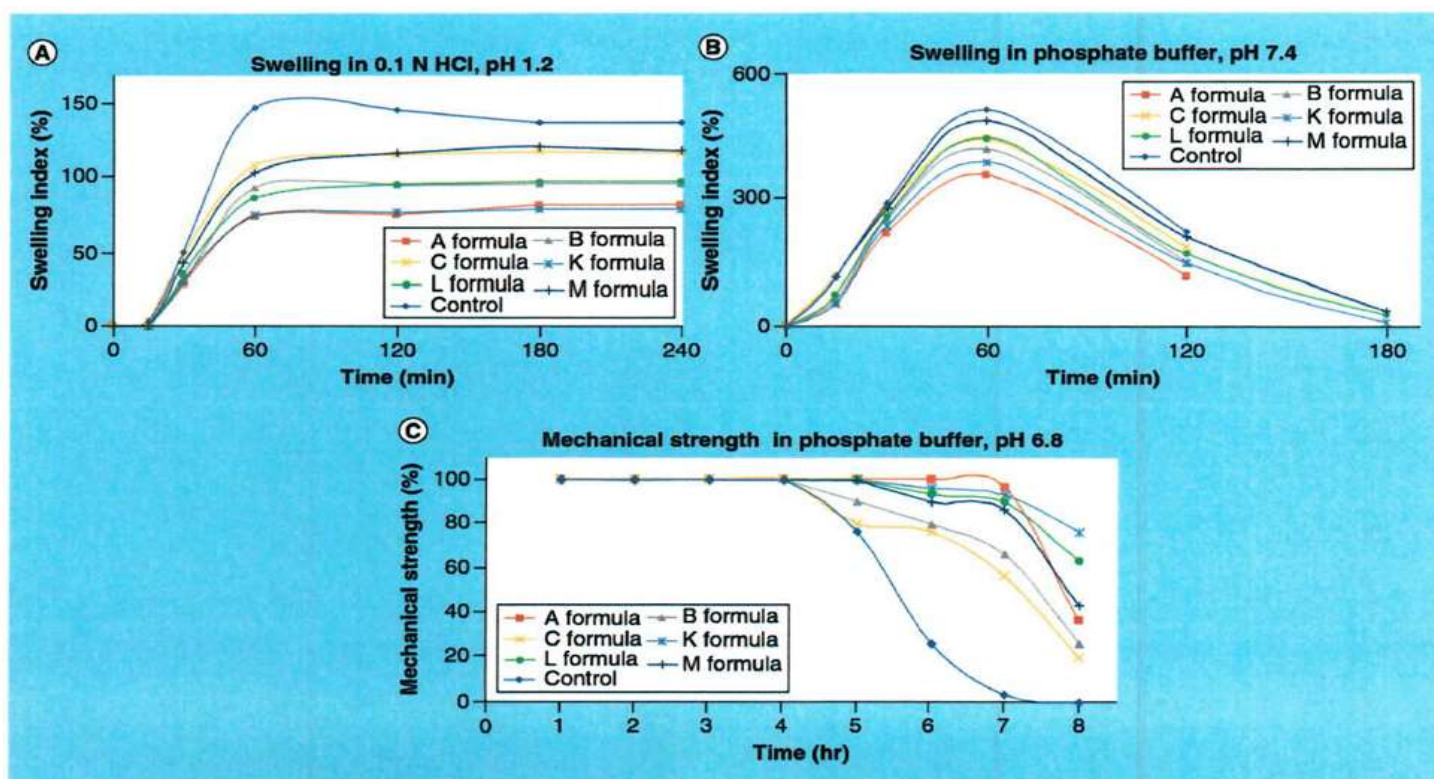 A
Swelling in 0.1 N HCl, pH 1.2
Swelling index (%)
150
100
50
0
0 60 120 180 240
Time (min)
A formula B formula
C formula K formula
L formula M formula
Control
B
Swelling in phosphate buffer, pH 7.4
Swelling index (%)
600
300
0
0 60 120 180
Time (min)
A formula B formula
C formula K formula
L formula M formula
Control
C
Mechanical strength in phosphate buffer, pH 6.8
Mechanical strength (%)
100
80
60
40
20
0
0 1 2 3 4 5 6 7 8
Time (hr)
A formula B formula
C formula K formula
L formula M formula
Control